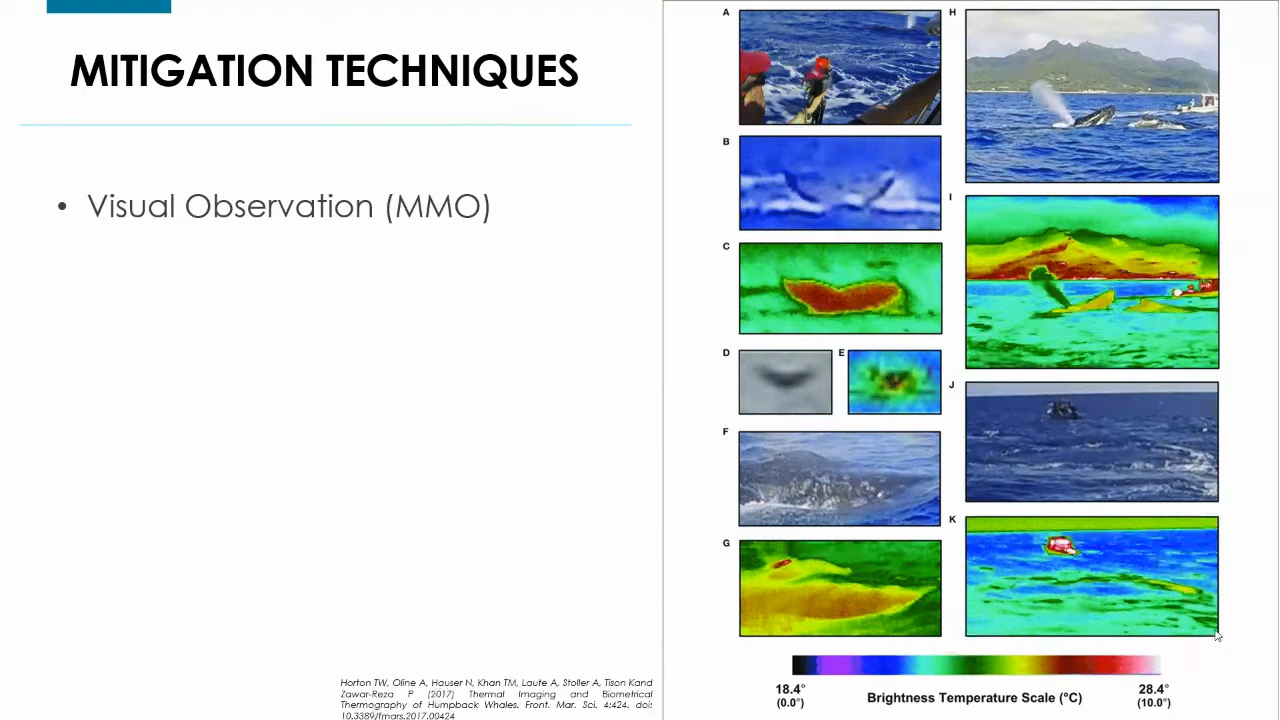 MITIGATION TECHNIQUES
• Visual Observation (MMO)
Horton TW, Oline A, Hauser N, Khan TM, Laute A, Stoller A, Tison Kand
Zawar-Reza P (2017) Thermal Imaging and Biometrical
Thermography of Humpback Whales. Front. Mar. Sci. 4:424. doi:
10.3389/fmars.2017.00424
A
B
C
D
E
F
G
H
I
J
K
18.4°
(0.0°)
Brightness Temperature Scale (°C)
28.4°
(10.0°)